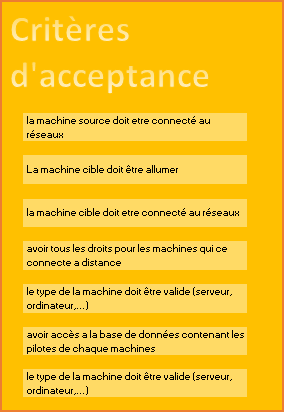 Critères
d'acceptance
la machine source doit etre connecté au
réseaux
La machine cible doit être allumer
la machine cible doit etre connecté au réseaux
avoir tous les droits pour les machines qui ce
connecte a distance
le type de la machine doit être valide (serveur,
ordinateur,...)
avoir accès a la base de données contenant les
pilotes de chaque machines
le type de la machine doit être valide (serveur,
ordinateur,...)